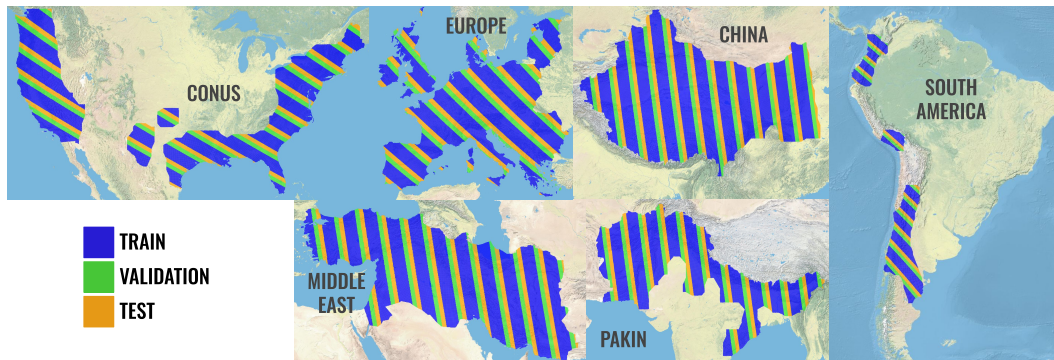 EUROPE
CHINA
CONUS
SOUTH
AMERICA
TRAIN
VALIDATION
TEST
MIDDLE
EAST
PAKIN